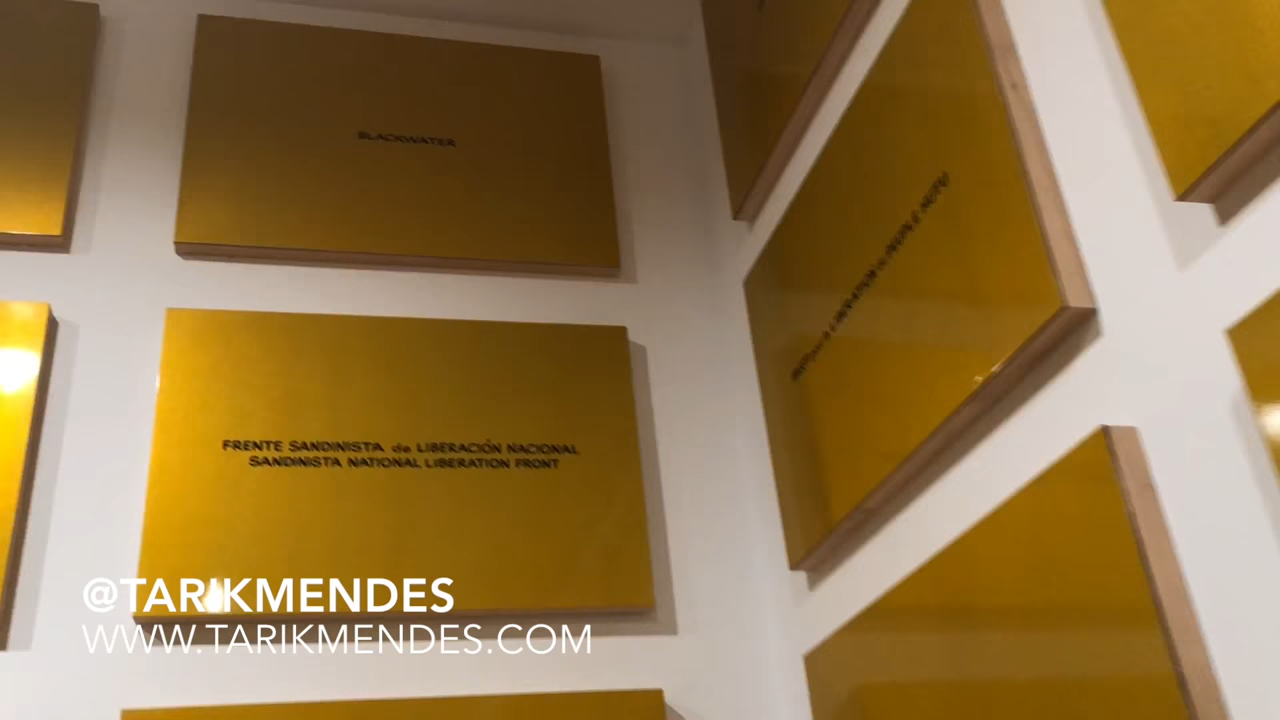 BLACKWATER
FRENTE SANDINISTA de LIBERACIÓN NACIONAL
SANDINISTA NATIONAL LIBERATION FRONT
@TARIKMENDES
WWW.TARIKMENDES.COM